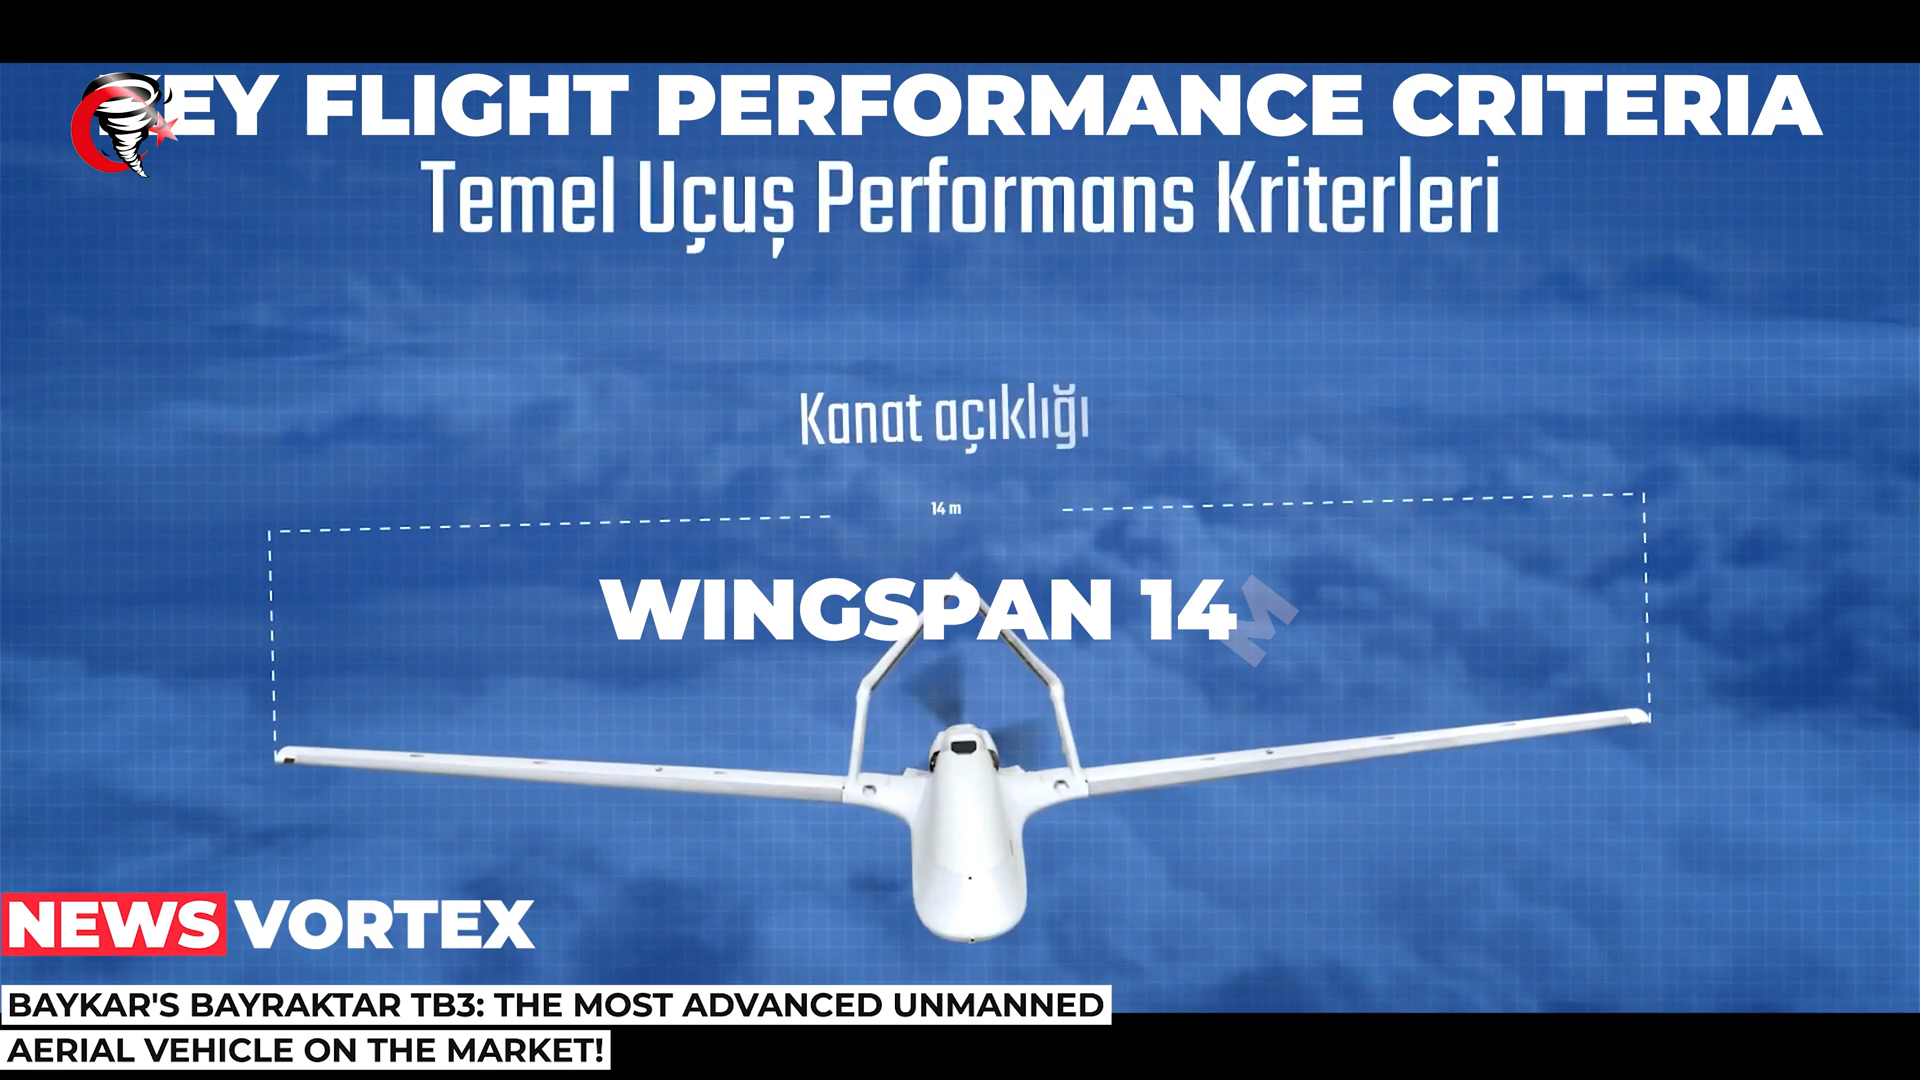 KEY FLIGHT PERFORMANCE CRITERIA
Temel Uçuş Performans Kriterleri
Kanat açıklığı
14 m
WINGSPAN 14 M
NEWS VORTEX
BAYKAR'S BAYRAKTAR TB3: THE MOST ADVANCED UNMANNED
AERIAL VEHICLE ON THE MARKET!